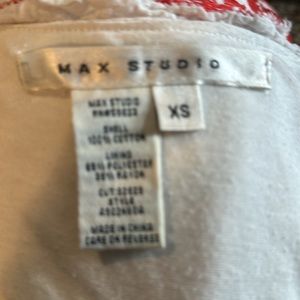 MAX STUDIO
XS
MAX STUDIO
SHELL
100% COTTON
LINING
65% POLYESTER
35% RAYON
STYLE
MADE IN CHINA
CARE ON REVERSE